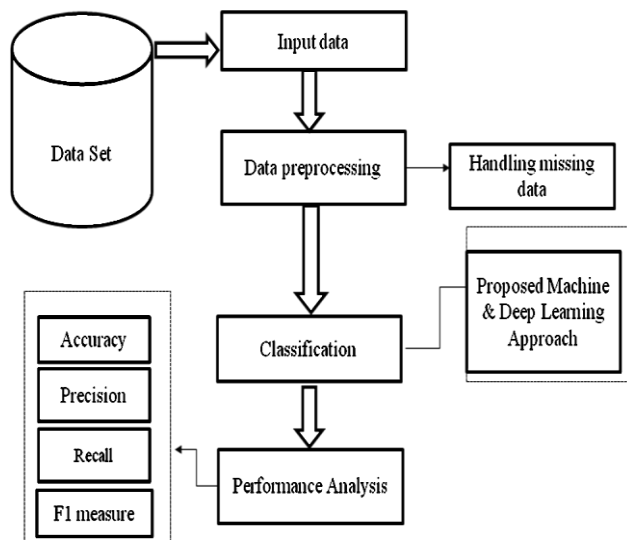 Input data
Data Set
Data preprocessing
Handling missing
data
Proposed Machine
& Deep Learning
Approach
Classification
Accuracy
Precision
Recall
F1 measure
Performance Analysis